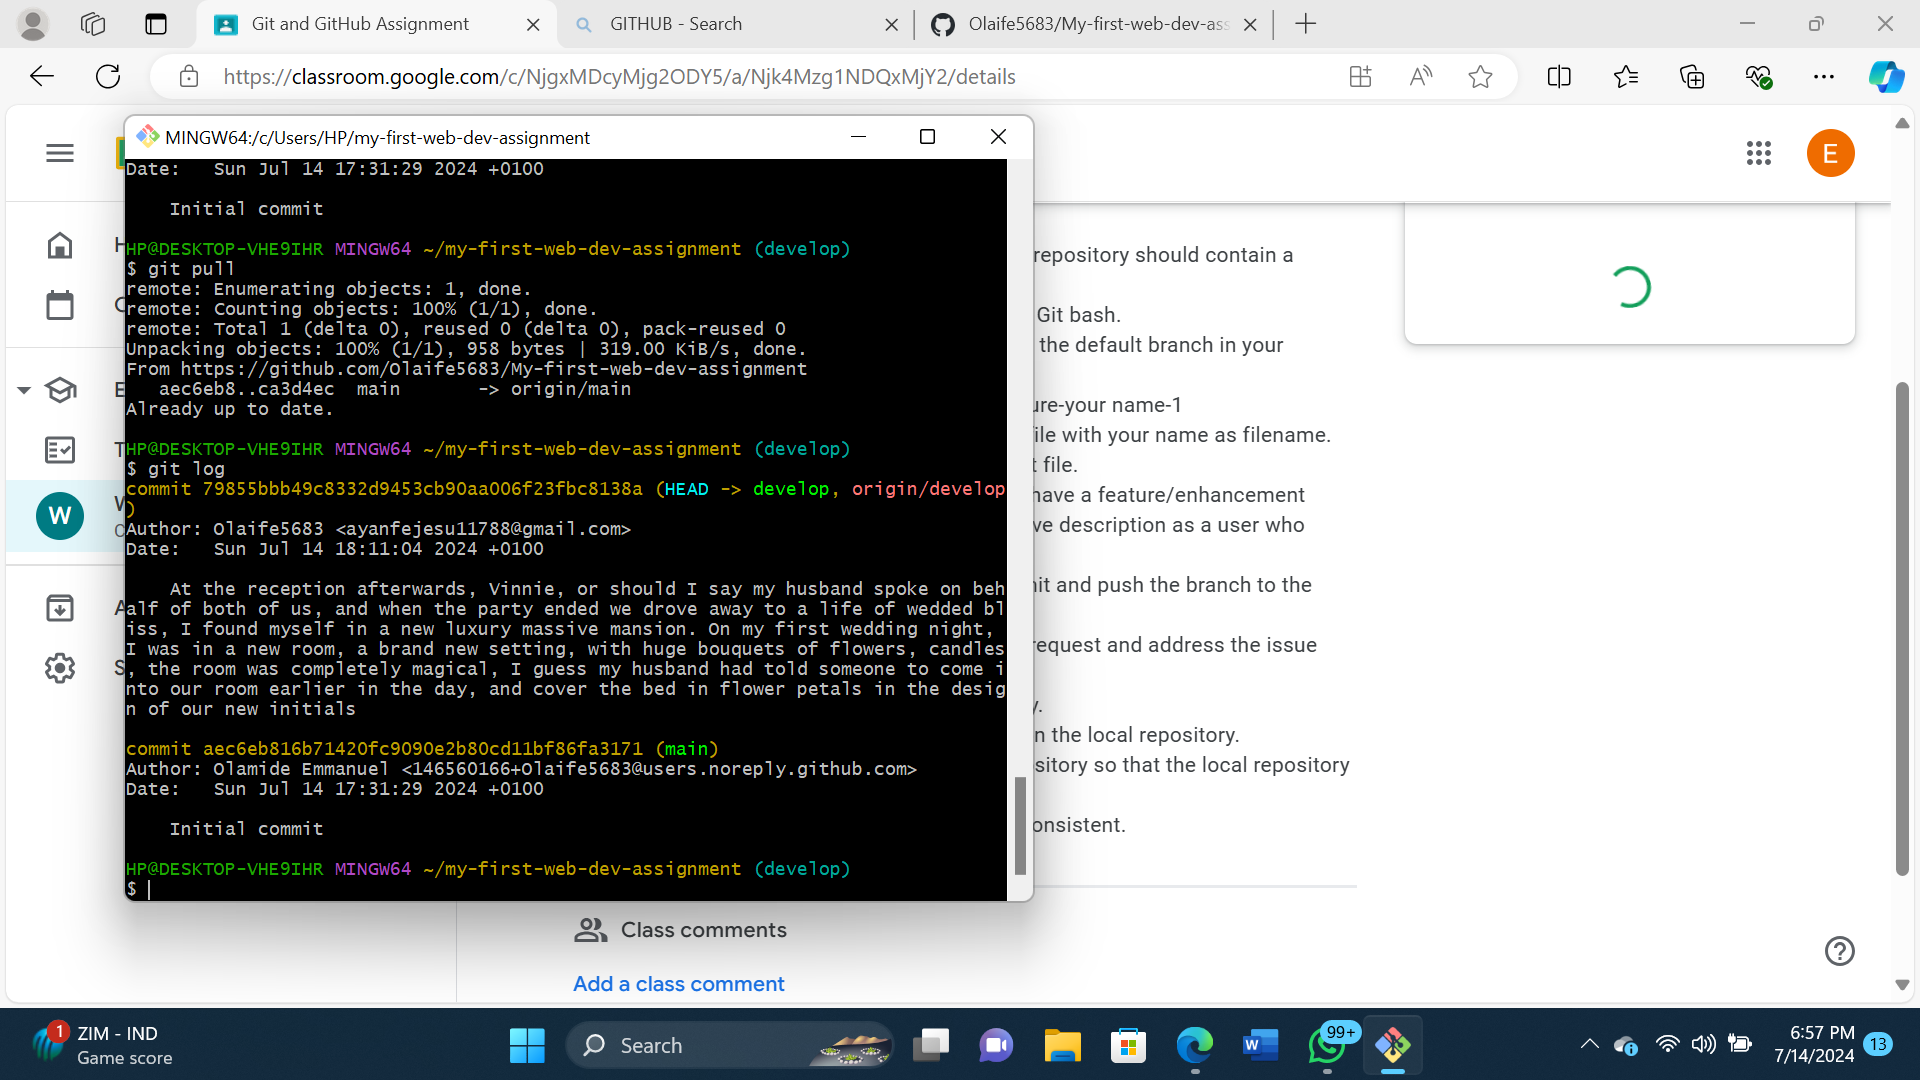 Git and GitHub Assignment
GITHUB - Search
Olaife5683/My-first-web-dev-ass
https://classroom.google.com/c/NjgxMDcyMjg2ODY5/a/Njk4Mzg1NDQxMjY2/details
MINGW64:/c/Users/HP/my-first-web-dev-assignment
E
Date:   Sun Jul 14 17:31:29 2024 +0100
Initial commit
HP@DESKTOP-VHE9IHR MINGW64 ~/my-first-web-dev-assignment (develop)
$ git pull
remote: Enumerating objects: 1, done.
remote: Counting objects: 100% (1/1), done.
remote: Total 1 (delta 0), reused 0 (delta 0), pack-reused 0
Unpacking objects: 100% (1/1), 958 bytes | 319.00 KiB/s, done.
From https://github.com/Olaife5683/My-first-web-dev-assignment
aec6eb8..ca3d4ec  main       -> origin/main
Already up to date.
HP@DESKTOP-VHE9IHR MINGW64 ~/my-first-web-dev-assignment (develop)
$ git log
commit 79855bbb49c8332d9453cb90aa006f23fbc8138a (HEAD -> develop, origin/develop
)
Author: Olaife5683 <ayanfejesu11788@gmail.com>
Date:   Sun Jul 14 18:11:04 2024 +0100
At the reception afterwards, Vinnie, or should I say my husband spoke on beh
alf of both of us, and when the party ended we drove away to a life of wedded bl
iss, I found myself in a new luxury massive mansion. On my first wedding night,
I was in a new room, a brand new setting, with huge bouquets of flowers, candles
, the room was completely magical, I guess my husband had told someone to come i
nto our room earlier in the day, and cover the bed in flower petals in the desig
n of our new initials
commit aec6eb816b71420fc9090e2b80cd11bf86fa3171 (main)
Author: Olamide Emmanuel <146560166+Olaife5683@users.noreply.github.com>
Date:   Sun Jul 14 17:31:29 2024 +0100
Initial commit
HP@DESKTOP-VHE9IHR MINGW64 ~/my-first-web-dev-assignment (develop)
$
W
repository should contain a
Git bash.
the default branch in your
ure-your name-1
file with your name as filename.
t file.
have a feature/enhancement
ve description as a user who
nit and push the branch to the
request and address the issue
y.
n the local repository.
sitory so that the local repository
onsistent.
Class comments
Add a class comment
1
ZIM - IND
Game score
Search
99+
6:57 PM
7/14/2024
13